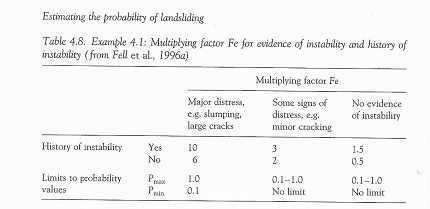 Estimating the probability of landsliding
Table 4.8. Example 4.1: Multiplying factor Fe for evidence of instability and history of
instability (from Fell et al., 1996a)
Multiplying factor Fe
Major distress, Some signs of No evidence
e.g. slumping, distress, e.g. of instability
large cracks minor cracking
History of instability Yes 10 3 1.5
No 6 2 0.5
Limits to probability Pmax 1.0 0.1–1.0 0.1–1.0
values Pmin 0.1 No limit No limit